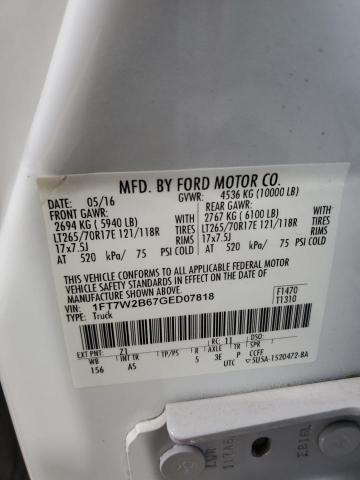 MFD. BY FORD MOTOR CO.
05/16 GVWR: 4536 KG (10000 LB)
FRONT GAWR: REAR GAWR:
2694 KG ( 5940 LB) WITH 2767 KG ( 6100 LB) WITH
LT265/70R17E 121/118R TIRES LT265/70R17E 121/118R TIRES
17x7.5J RIMS 17x7.5J RIMS
AT 520 kPa/ 75 PSI COLD AT 520 kPa/ 75 PSI COLD
THIS VEHICLE CONFORMS TO ALL APPLICABLE FEDERAL MOTOR
VEHICLE SAFETY STANDARDS IN EFFECT ON THE DATE OF
VIN: 1FT7W2B67GED07818
TYPE: Truck
F1470
T1310
EXT PNT: Z1 RC: 11 DSO:
WB INT TR TP/PS R AXLE TR SPR
156 AS 5 3E P CCFF
UTC 5U5A-1520472-BA